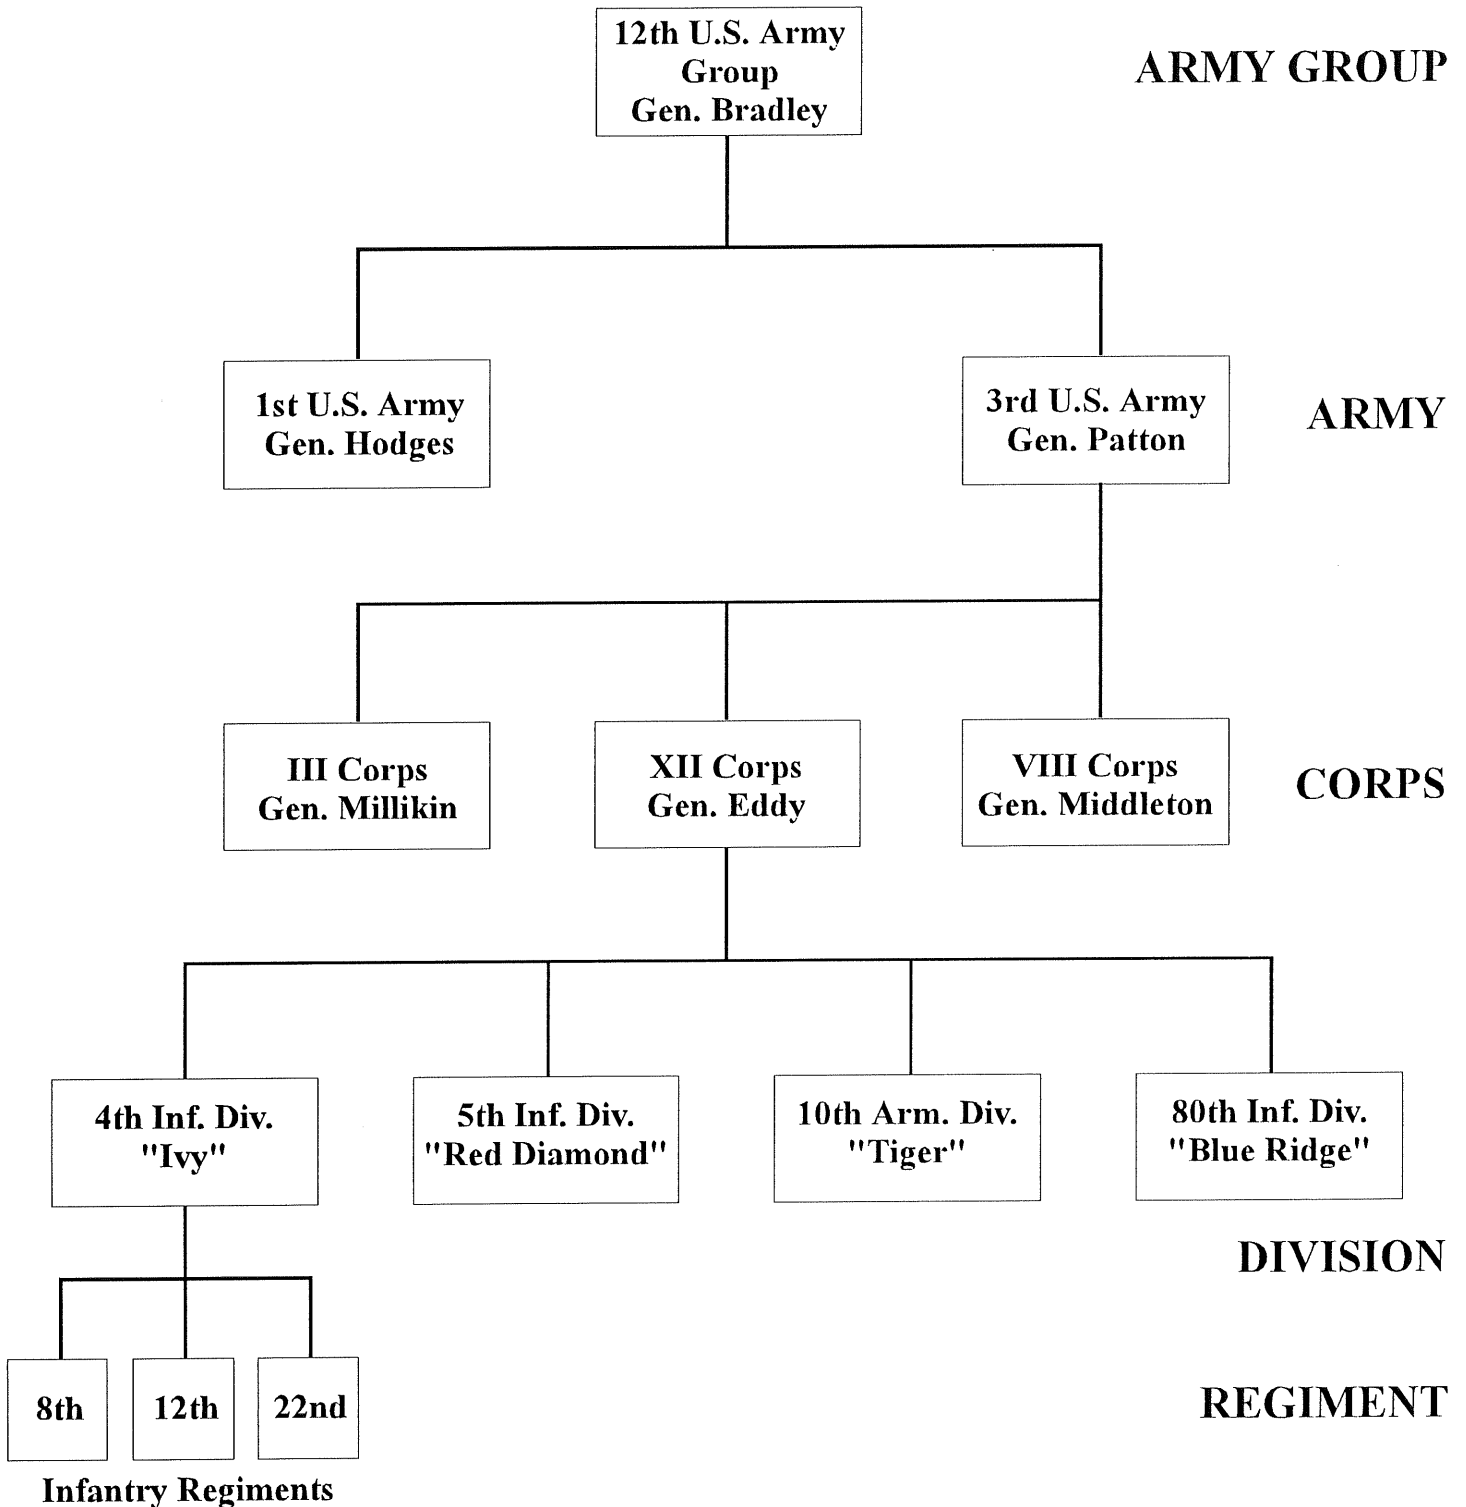 12th U.S. Army
Group
Gen. Bradley
ARMY GROUP
1st U.S. Army
Gen. Hodges
3rd U.S. Army
Gen. Patton
ARMY
III Corps
Gen. Millikin
XII Corps
Gen. Eddy
VIII Corps
Gen. Middleton
CORPS
4th Inf. Div.
"Ivy"
5th Inf. Div.
"Red Diamond"
10th Arm. Div.
"Tiger"
80th Inf. Div.
"Blue Ridge"
DIVISION
8th
12th
22nd
REGIMENT
Infantry Regiments